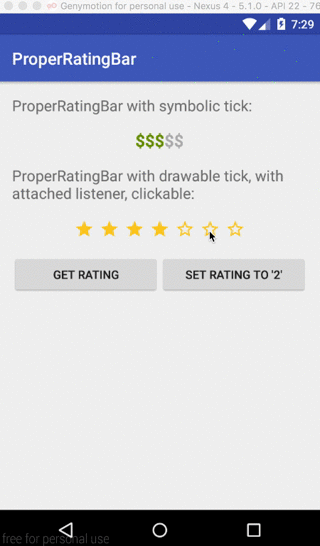 Genymotion for personal use - Nexus 4 - 5.1.0 - API 22 - 76
7:29
ProperRatingBar
ProperRatingBar with symbolic tick:
$$$$$
ProperRatingBar with drawable tick, with
attached listener, clickable:
GET RATING
SET RATING TO '2'
free for personal use